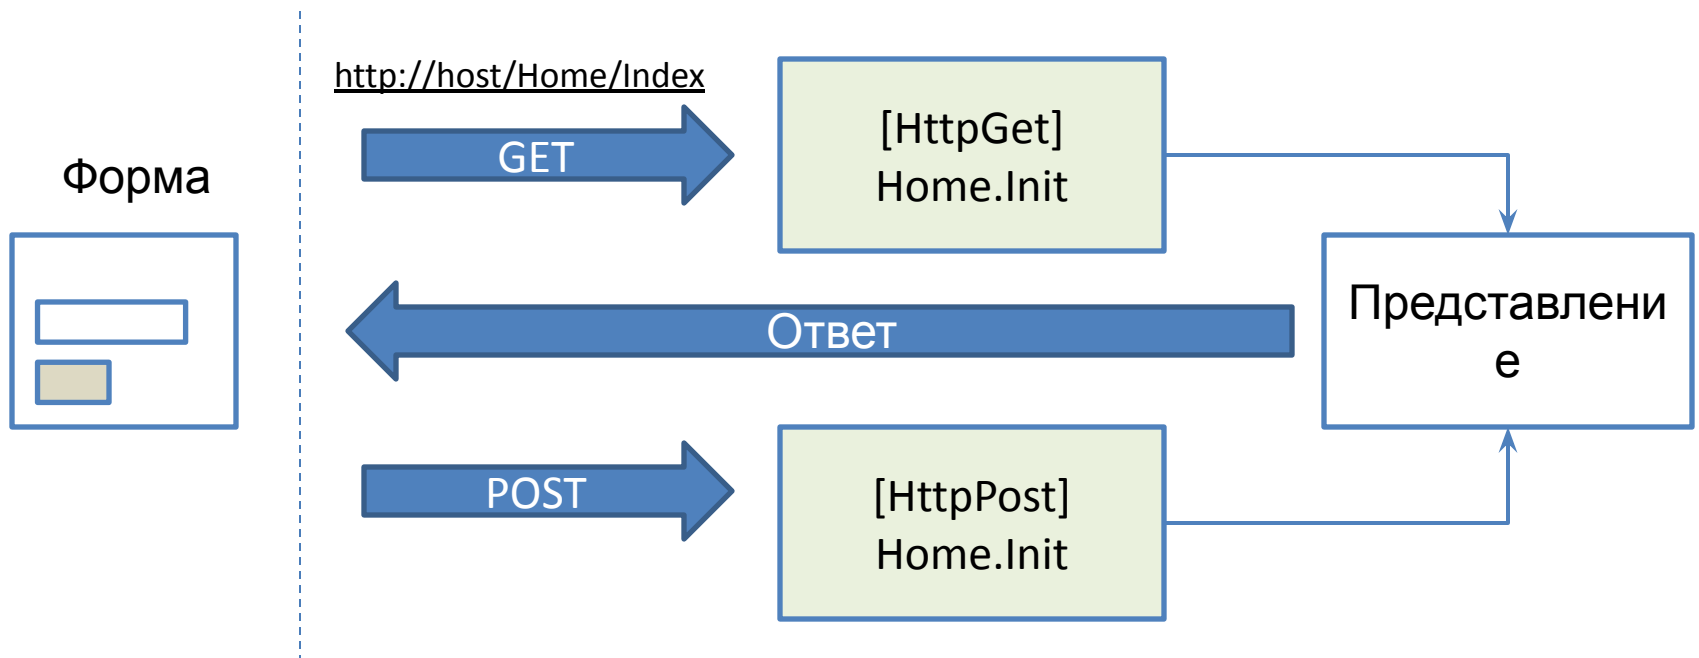 http://host/Home/Index
[HttpGet]
Home.Init
GET
Форма
Представлени
е
Ответ
POST
[HttpPost]
Home.Init